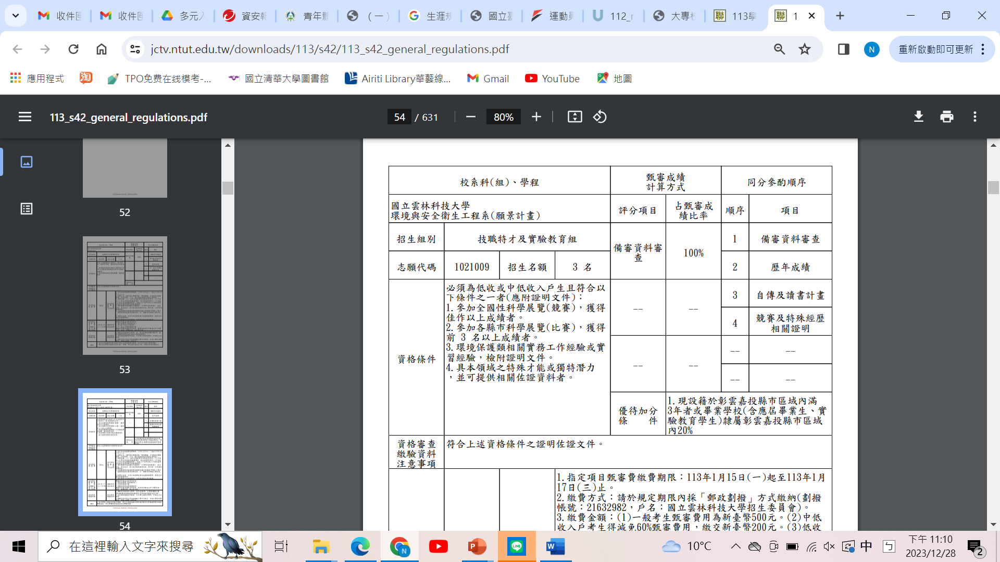 收件匣
收件匣
多元入
資安報
青年體
（一）
生涯規
國立臺
運動員
112_r
大專校
113學
1
jctv.ntut.edu.tw/downloads/113/s42/113_s42_general_regulations.pdf
N
重新啟動即可更新
應用程式
淘
TPO免费在线模考-...
國立清華大學圖書館
Airiti Library華藝線...
Gmail
YouTube
地圖
113_s42_general_regulations.pdf
54 / 631
80%
52
53
54
校系科(組)、學程
甄審成績
計算方式
同分參酌順序
國立雲林科技大學
環境與安全衛生工程系(願景計畫)
評分項目
占甄審成
績比率
順序
項目
招生組別
技職特才及實驗教育組
備審資料審
查
100%
1
備審資料審查
志願代碼
1021009
招生名額
3 名
2
歷年成績
資格條件
必須為低收或中低收入戶生且符合以
下條件之一者(應附證明文件)：
1.參加全國性科學展覽(競賽)，獲得
佳作以上成績者。
2.參加各縣市科學展覽(比賽)，獲得
前 3 名以上成績者。
3.環境保護類相關實務工作經驗或實
習經驗，檢附證明文件。
4.具本領域之特殊才能或獨特潛力
，並可提供相關佐證資料者。
--
--
3
自傳及讀書計畫
4
競賽及特殊經歷
相關證明
--
--
--
--
--
--
優待加分
條　　件
1.現設籍於彰雲嘉投縣市區域內滿
3年者或畢業學校(含應屆畢業生、實
驗教育學生)隸屬彰雲嘉投縣市區域
內20%
資格審查
繳驗資料
注意事項
符合上述資格條件之證明佐證文件。
1.指定項目甄審費繳費期限：113年1月15日(一)起至113年1月
17日(三)止。
2.繳費方式：請於規定期限內採「郵政劃撥」方式繳納(劃撥
帳號：21632982，戶名：國立雲林科技大學招生委員會)。
3.繳費金額：(1)一般考生甄審費用為新臺幣500元。(2)中低
收入戶考生得減免60%甄審費用，繳交新臺幣200元。(3)低收
在這裡輸入文字來搜尋
N
P
LINE
W
10°C
中
ㄅ
下午 11:10
2023/12/28
2